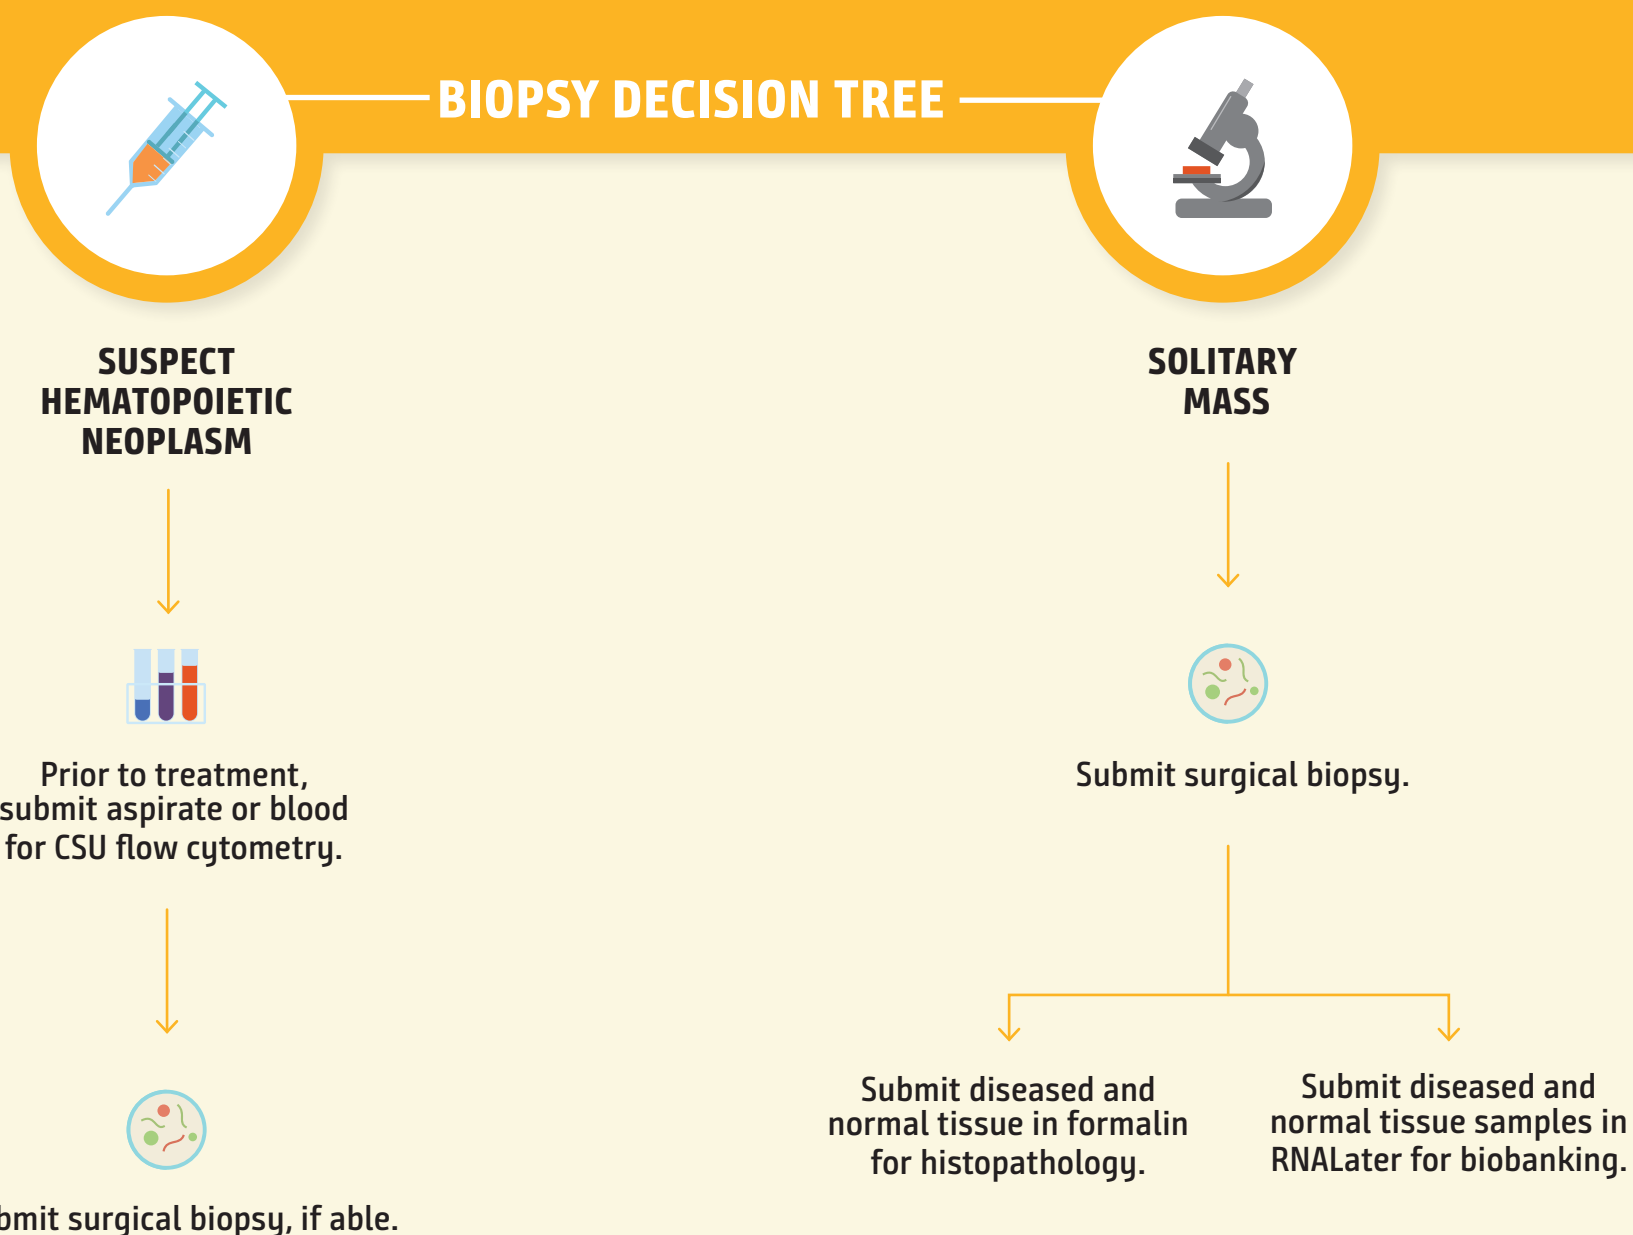 BIOPSY DECISION TREE
SUSPECT
HEMATOPOIETIC
NEOPLASM
Prior to treatment,
submit aspirate or blood
for CSU flow cytometry.
surgical biopsy, if able.
SOLITARY
MASS
Submit surgical biopsy.
Submit diseased and
normal tissue in formalin
for histopathology.
Submit diseased and
normal tissue samples in
RNALater for biobanking.